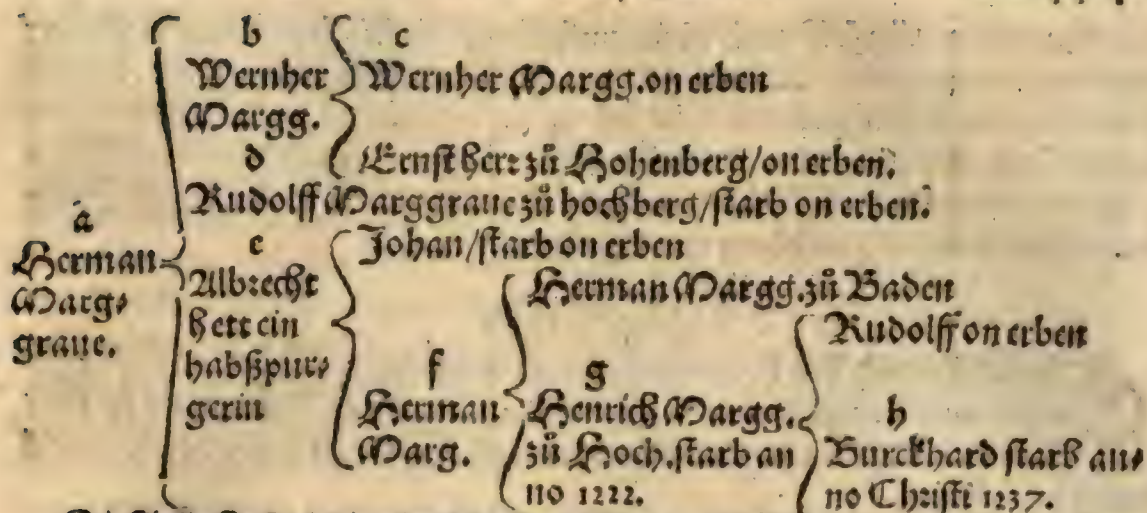 b c
Wernher Wernher Margg. on erben
Margg.
d Ernst herr zů Hohenberg/on erben.
Rudolff Marggraue zů hochberg/starb on erben.
a
Herman
Marg⸗
graue.
e Johan/starb on erben
Albrecht
hett ein
habßpur⸗
gerin
f
Herman
Marg.
Herman Margg. zů Baden
g
Henrich Margg.
zů Hoch. starb an
no 1222.
Rudolff on erben
h
Burckhard starb an⸗
no Christi 1237.